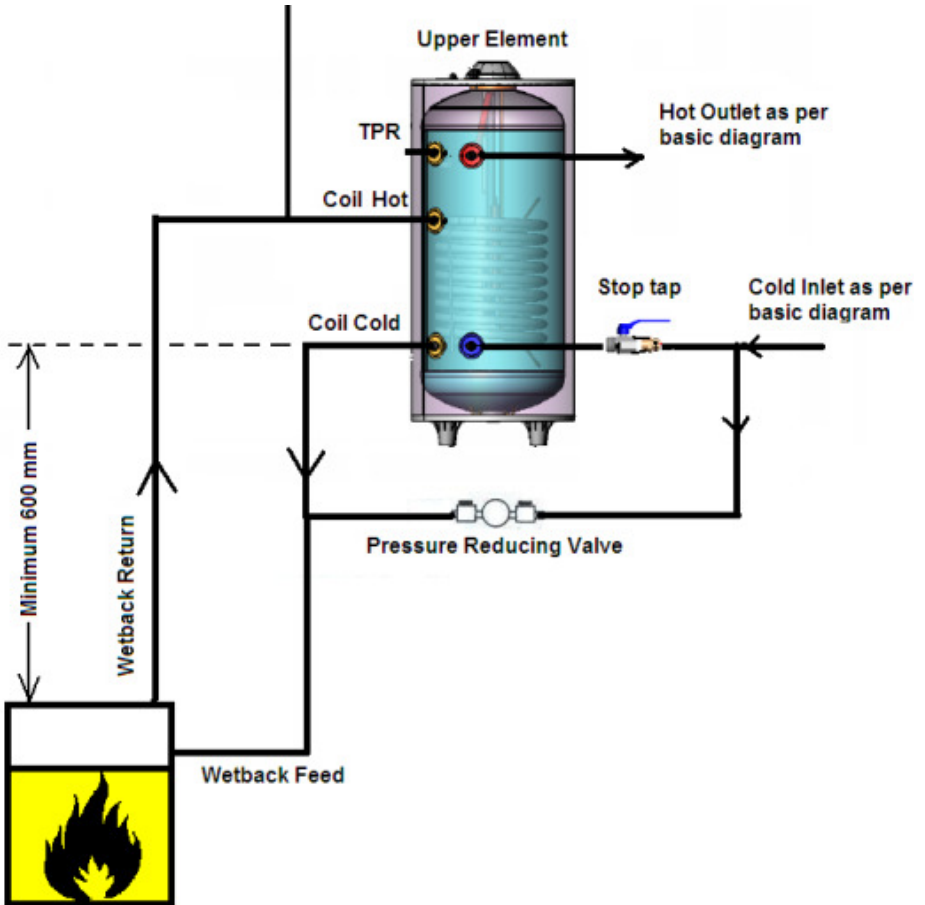 Upper Element
Hot Outlet as per
basic diagram
TPR
Coil Hot
Stop tap
Cold Inlet as per
basic diagram
Coil Cold
Minimum 600 mm
Wetback Return
Pressure Reducing Valve
Wetback Feed